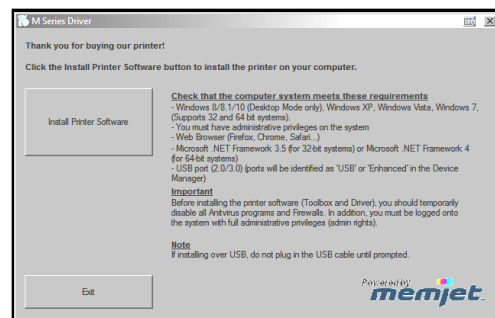 M Series Driver
Thank you for buying our printer!
Click the Install Printer Software button to install the printer on your computer.
Install Printer Software
Check that the computer system meets these requirements
- Windows 8/8.1/10 (Desktop Mode only), Windows XP, Windows Vista, Windows 7,
(Supports 32 and 64 bit systems).
- You must have administrative privileges on the system
- Web Browser (Firefox, Chrome, Safari...)
- Microsoft .NET Framework 3.5 (for 32-bit systems) or Microsoft .NET Framework 4
(for 64-bit systems)
- USB port (2.0/3.0) (ports will be identified as 'USB' or 'Enhanced' in the Device
Manager)
Important
Before installing the printer software (Toolbox and Driver), you should temporarily
disable all Anitvirus programs and Firewalls. In addition, you must be logged onto
the system with full administrative privileges (admin rights).
Note
If installing over USB, do not plug in the USB cable until prompted.
Exit
Powered by
memjet